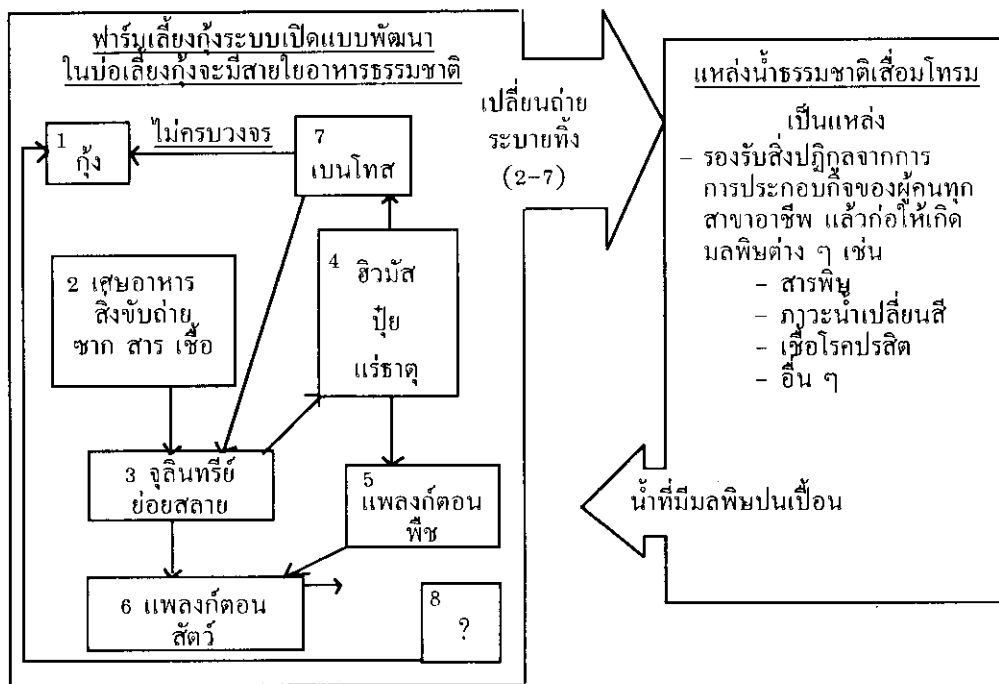 ฟาร์มเลี้ยงกุ้งระบบเปิดแบบพัฒนา
ในบ่อเลี้ยงกุ้งจะมีสายใยอาหารธรรมชาติ
1
กุ้ง
ไม่ครบวงจร
7
เบนโทส
2 เศษอาหาร
สิ่งขับถ่าย
ซาก สาร เชื้อ
4
ฮิวมัส
ปุ๋ย
แร่ธาตุ
3 จุลินทรีย์
ย่อยสลาย
5
แพลงก์ตอน
พืช
6 แพลงก์ตอน
สัตว์
8
?
เปลี่ยนถ่าย
ระบายทิ้ง
(2-7)
แหล่งน้ำธรรมชาติเสื่อมโทรม
เป็นแหล่ง
- รองรับสิ่งปฏิกูลจากการ
การประกอบกิจของผู้คนทุก
สาขาอาชีพ แล้วก่อให้เกิด
มลพิษต่าง ๆ เช่น
- สารพิษ
- ภาวะน้ำเปลี่ยนสี
- เชื้อโรคปรสิต
- อื่น ๆ
น้ำที่มีมลพิษปนเปื้อน